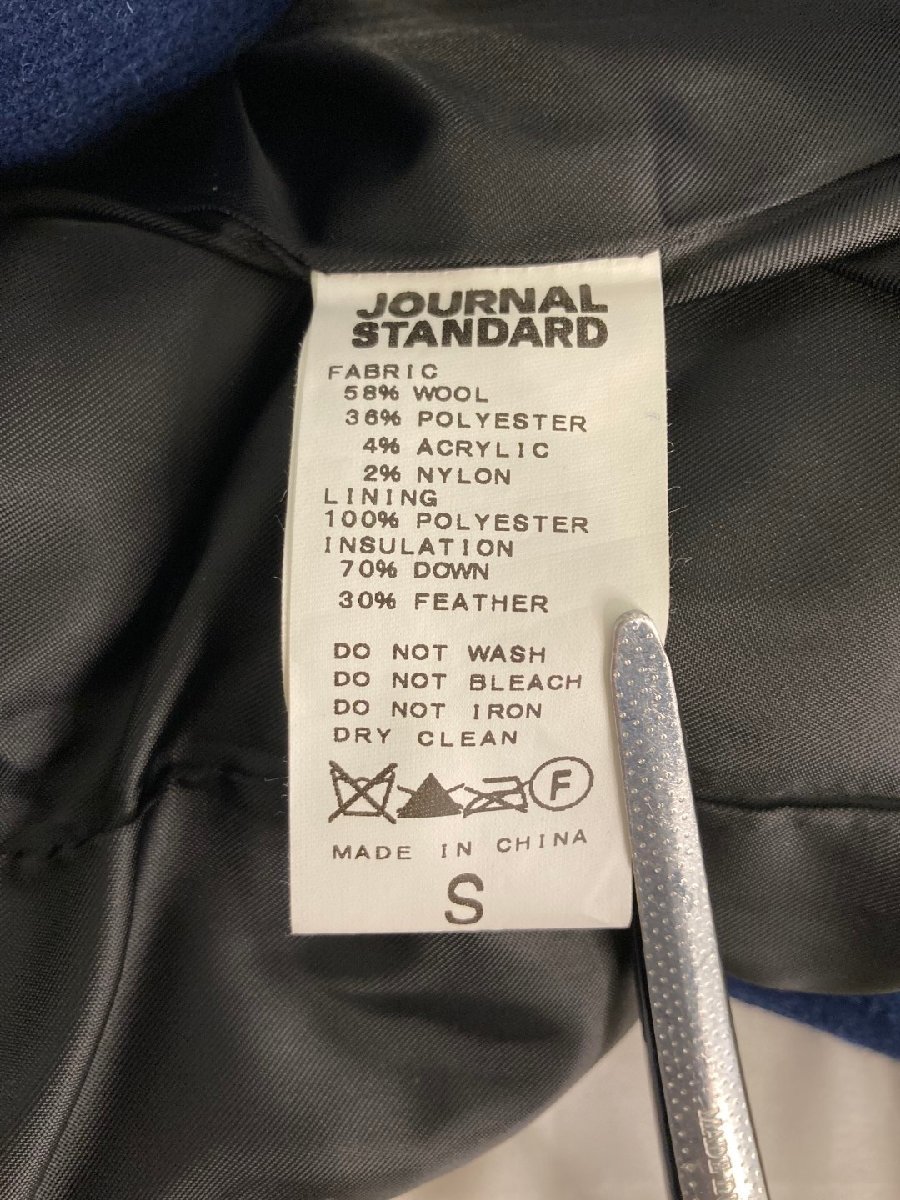 JOURNAL
STANDARD
FABRIC
58% WOOL
36% POLYESTER
4% ACRYLIC
2% NYLON
LINING
100% POLYESTER
INSULATION
70% DOWN
30% FEATHER
DO NOT WASH
DO NOT BLEACH
DO NOT IRON
DRY CLEAN
F
MADE IN CHINA
S